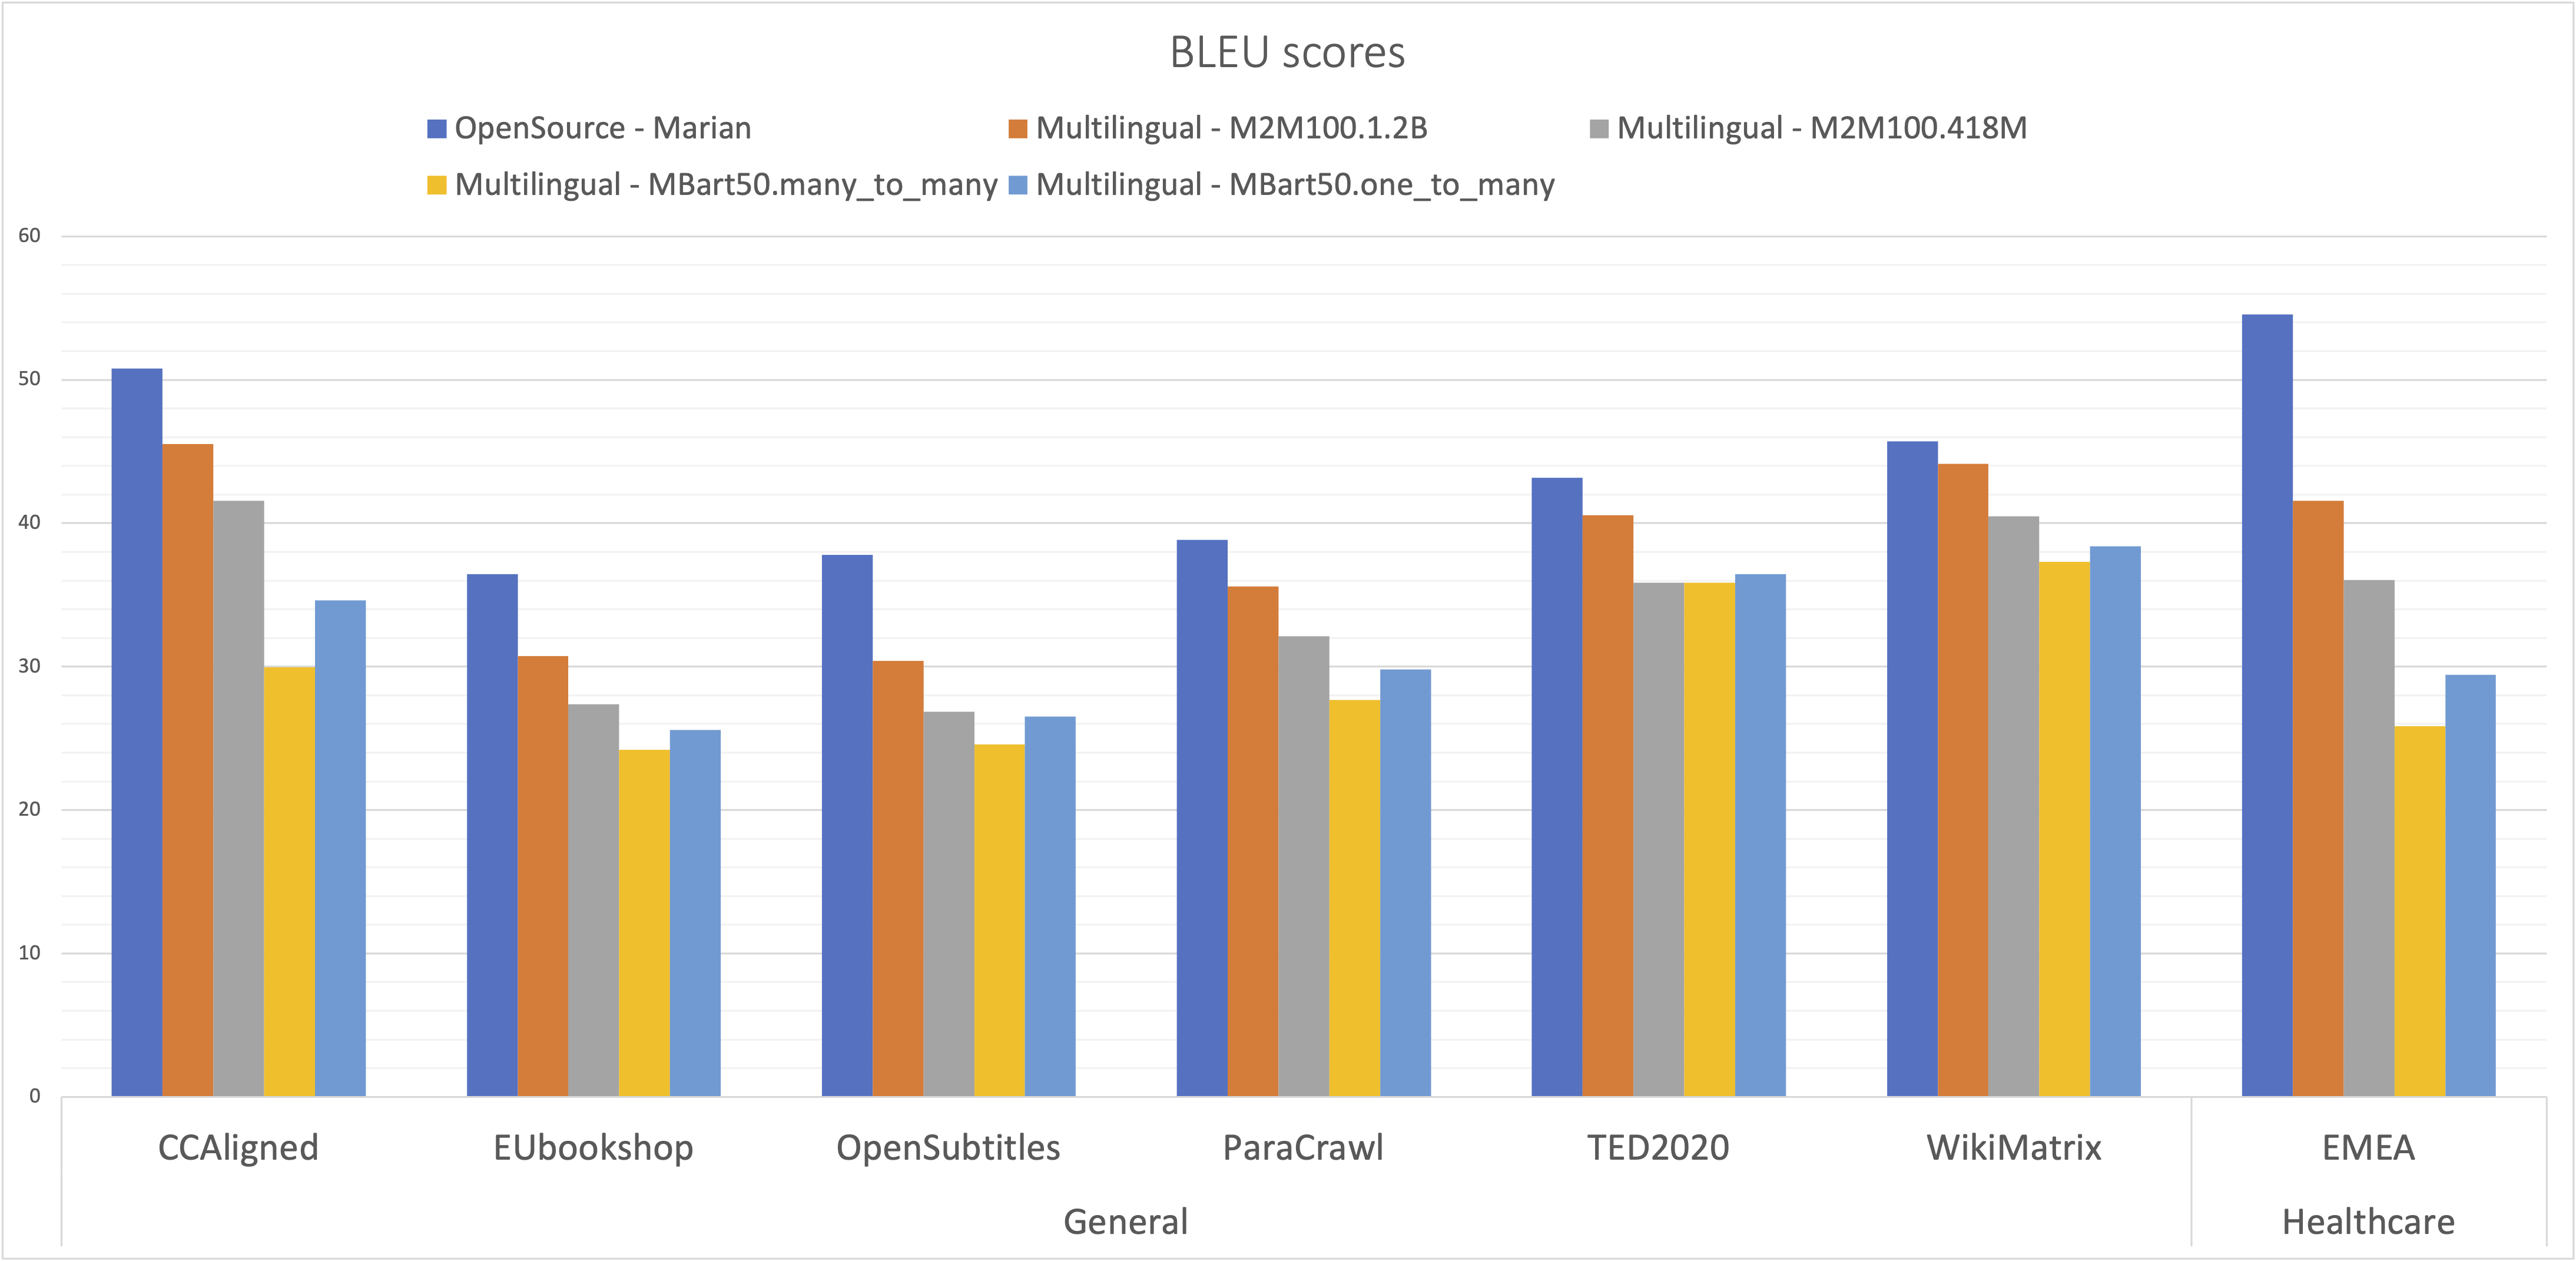 BLEU scores
OpenSource - Marian Multilingual - M2M100.1.2B Multilingual - M2M100.418M
Multilingual - MBart50.many_to_many Multilingual - MBart50.one_to_many
60
50
40
30
20
10
0
CCAligned EUbookshop OpenSubtitles ParaCrawl TED2020 WikiMatrix EMEA
General Healthcare